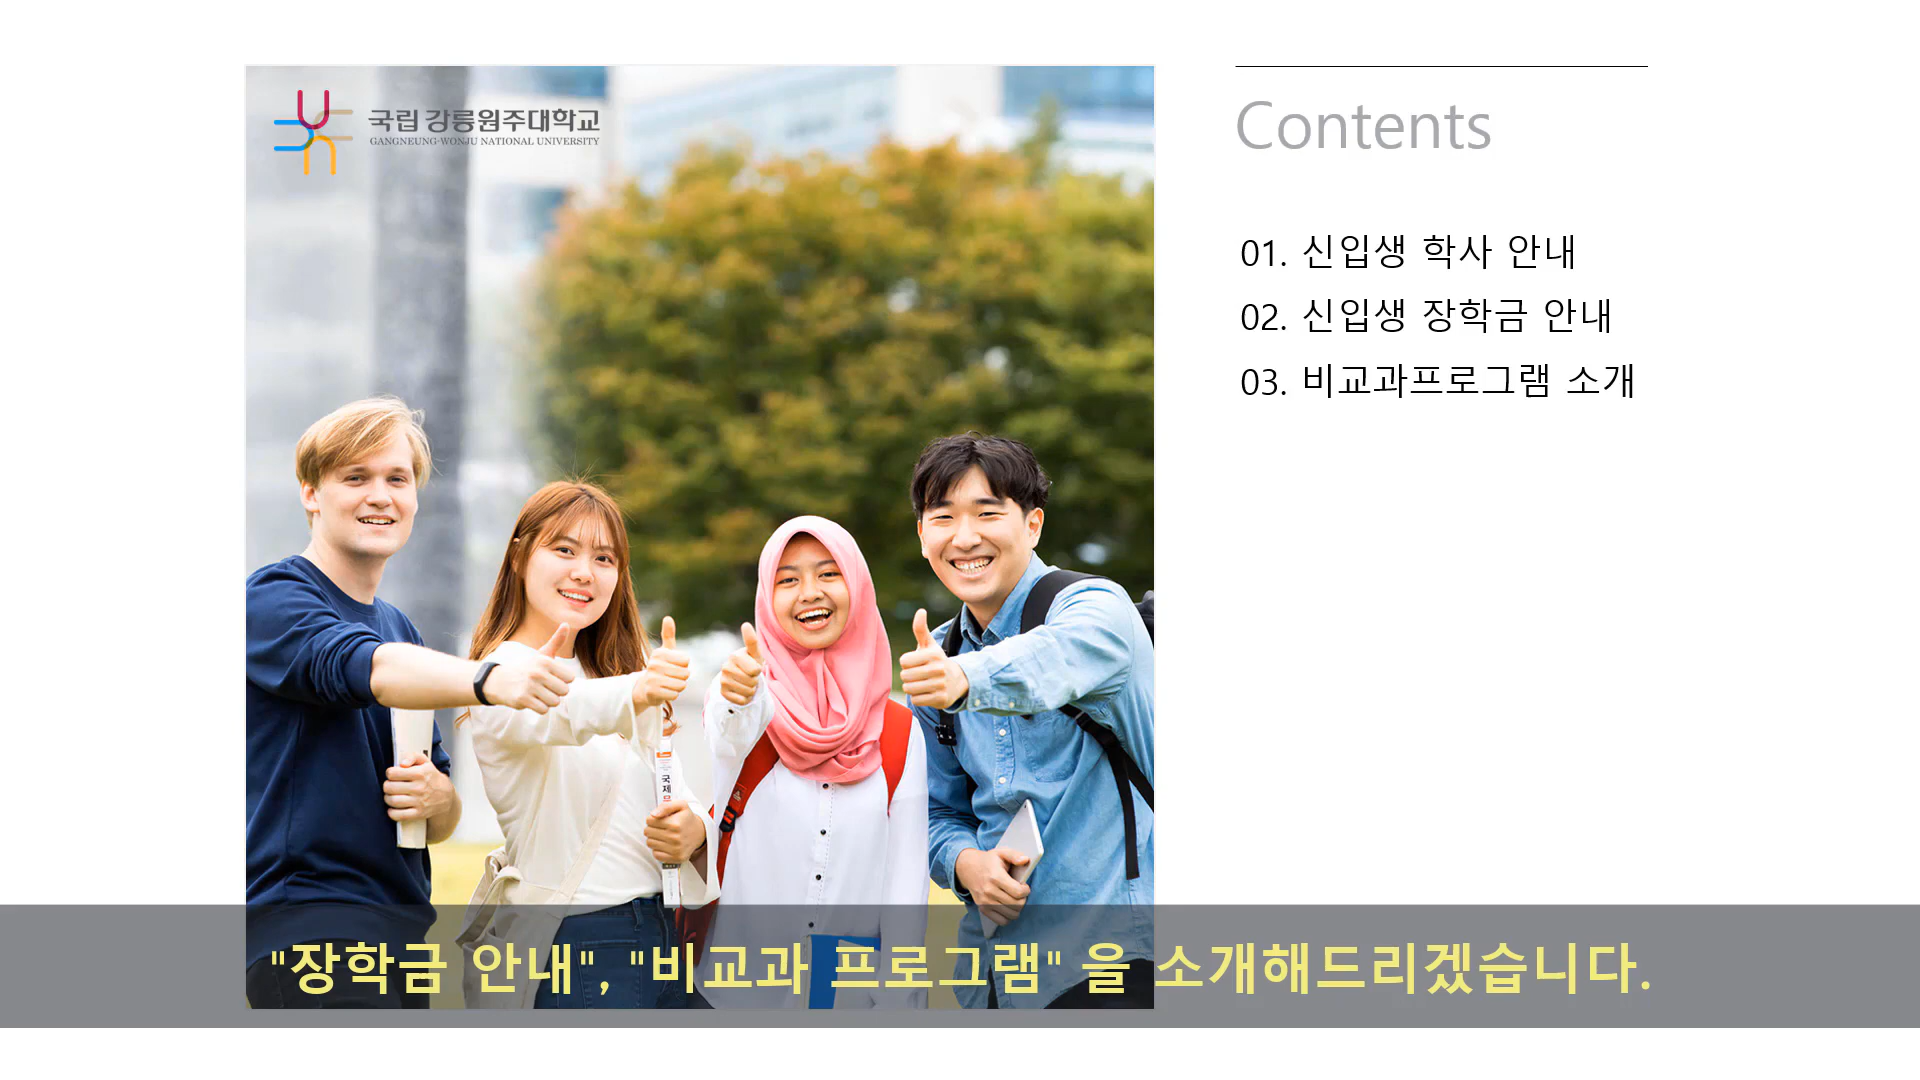 국립 강릉원주대학교
GANGNEUNG-WONJU NATIONAL UNIVERSITY
Contents
01. 신입생 학사 안내
02. 신입생 장학금 안내
03. 비교과프로그램 소개
국제
"장학금 안내", "비교과 프로그램" 을 소개해드리겠습니다.